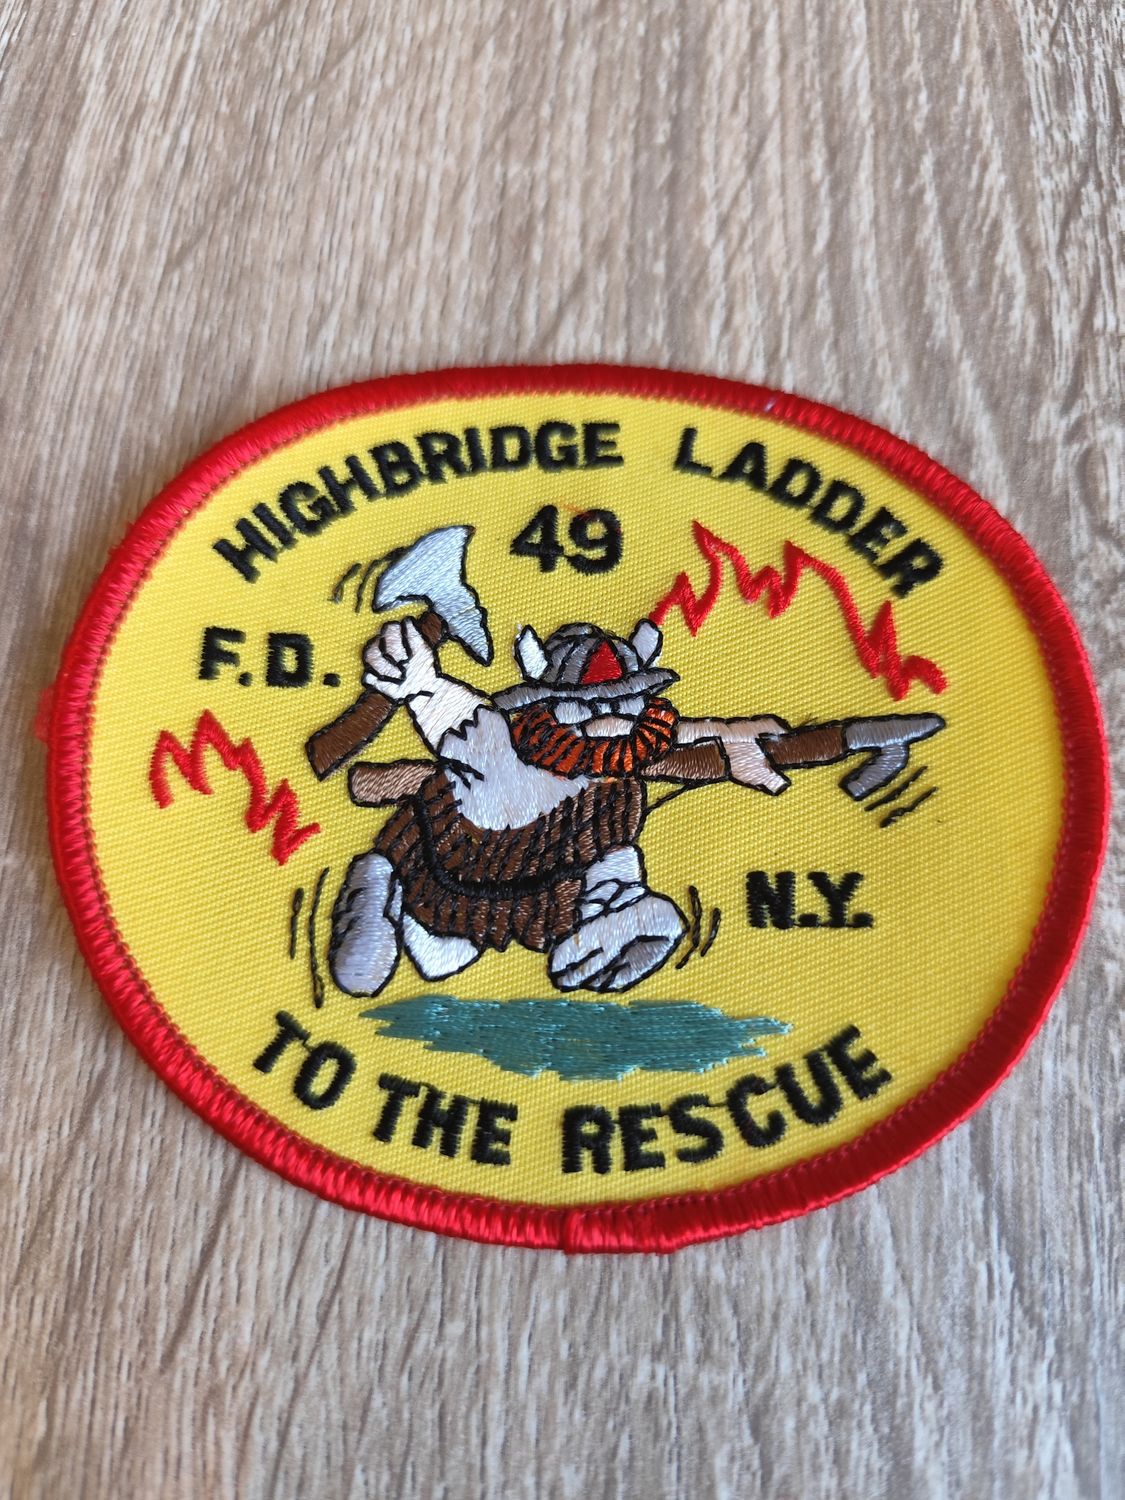 HIGHBRIDGE LADDER
49
F.D.
N.Y.
TO THE RESCUE